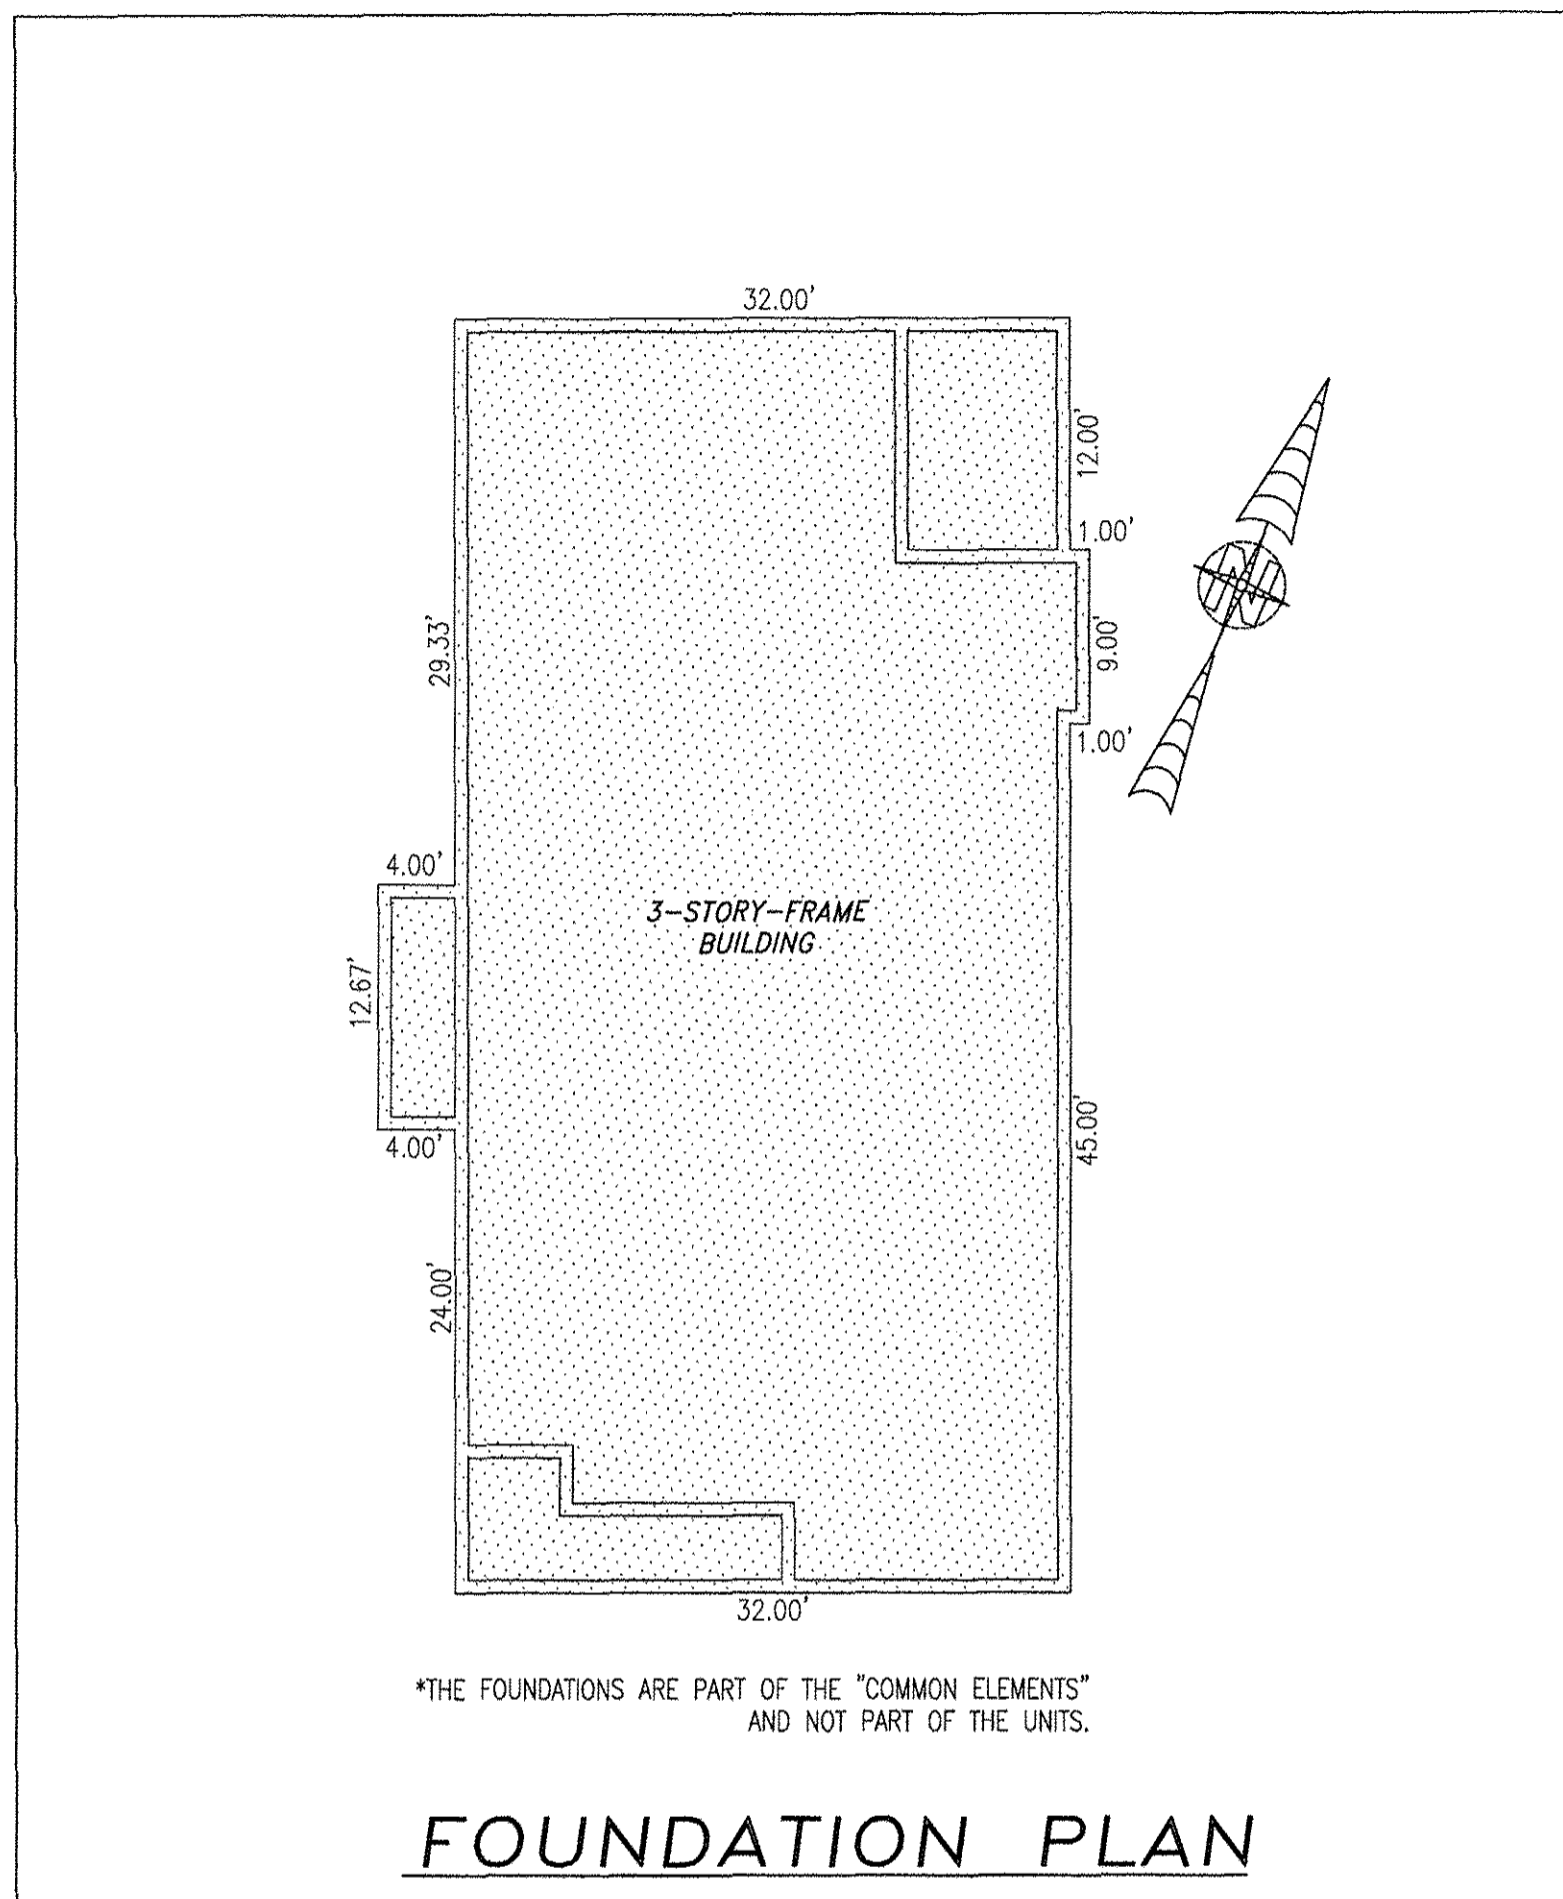 32.00'
12.00'
1.00'
9.00'
29.33'
1.00'
4.00'
3-STORY-FRAME
BUILDING
12.67'
45.00'
4.00'
24.00'
32.00'
*THE FOUNDATIONS ARE PART OF THE "COMMON ELEMENTS"
AND NOT PART OF THE UNITS.
FOUNDATION PLAN
N